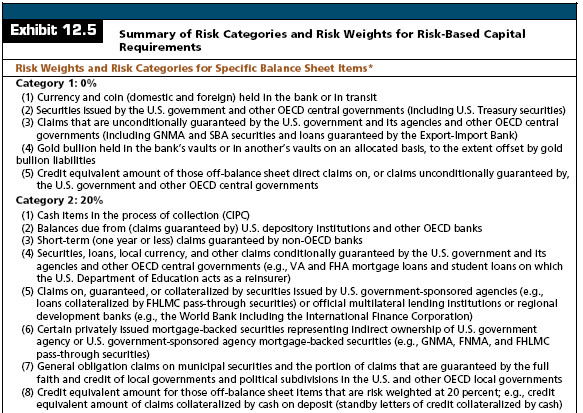 Exhibit 12.5
Summary of Risk Categories and Risk Weights for Risk-Based Capital
Requirements
Risk Weights and Risk Categories for Specific Balance Sheet Items*
Category 1: 0%
(1) Currency and coin (domestic and foreign) held in the bank or in transit
(2) Securities issued by the U.S. government and other OECD central governments (including U.S. Treasury securities)
(3) Claims that are unconditionally guaranteed by the U.S. government and its agencies and other OECD central
governments (including GNMA and SBA securities and loans guaranteed by the Export-Import Bank)
(4) Gold bullion held in the bank's vaults or in another's vaults on an allocated basis, to the extent offset by gold
bullion liabilities
(5) Credit equivalent amount of those off-balance sheet direct claims on, or claims unconditionally guaranteed by,
the U.S. government and other OECD central governments
Category 2: 20%
(1) Cash items in the process of collection (CIPC)
(2) Balances due from (claims guaranteed by) U.S. depository institutions and other OECD banks
(3) Short-term (one year or less) claims guaranteed by non-OECD banks
(4) Securities, loans, local currency, and other claims conditionally guaranteed by the U.S. government and its
agencies and other OECD central governments (e.g., VA and FHA mortgage loans and student loans on which
the U.S. Department of Education acts as a reinsurer)
(5) Claims on, guaranteed, or collateralized by securities issued by U.S. government-sponsored agencies (e.g.,
loans collateralized by FHLMC pass-through securities) or official multilateral lending institutions or regional
development banks (e.g., the World Bank including the International Finance Corporation)
(6) Certain privately issued mortgage-backed securities representing indirect ownership of U.S. government
agency or U.S. government-sponsored agency mortgage-backed securities (e.g., GNMA, FNMA, and FHLMC
pass-through securities)
(7) General obligation claims on municipal securities and the portion of claims that are guaranteed by the full
faith and credit of local governments and political subdivisions in the U.S. and other OECD local governments
(8) Credit equivalent amount for those off-balance sheet items that are risk weighted at 20 percent; e.g., credit
equivalent amount of claims collateralized by cash on deposit (standby letters of credit collateralized by cash)